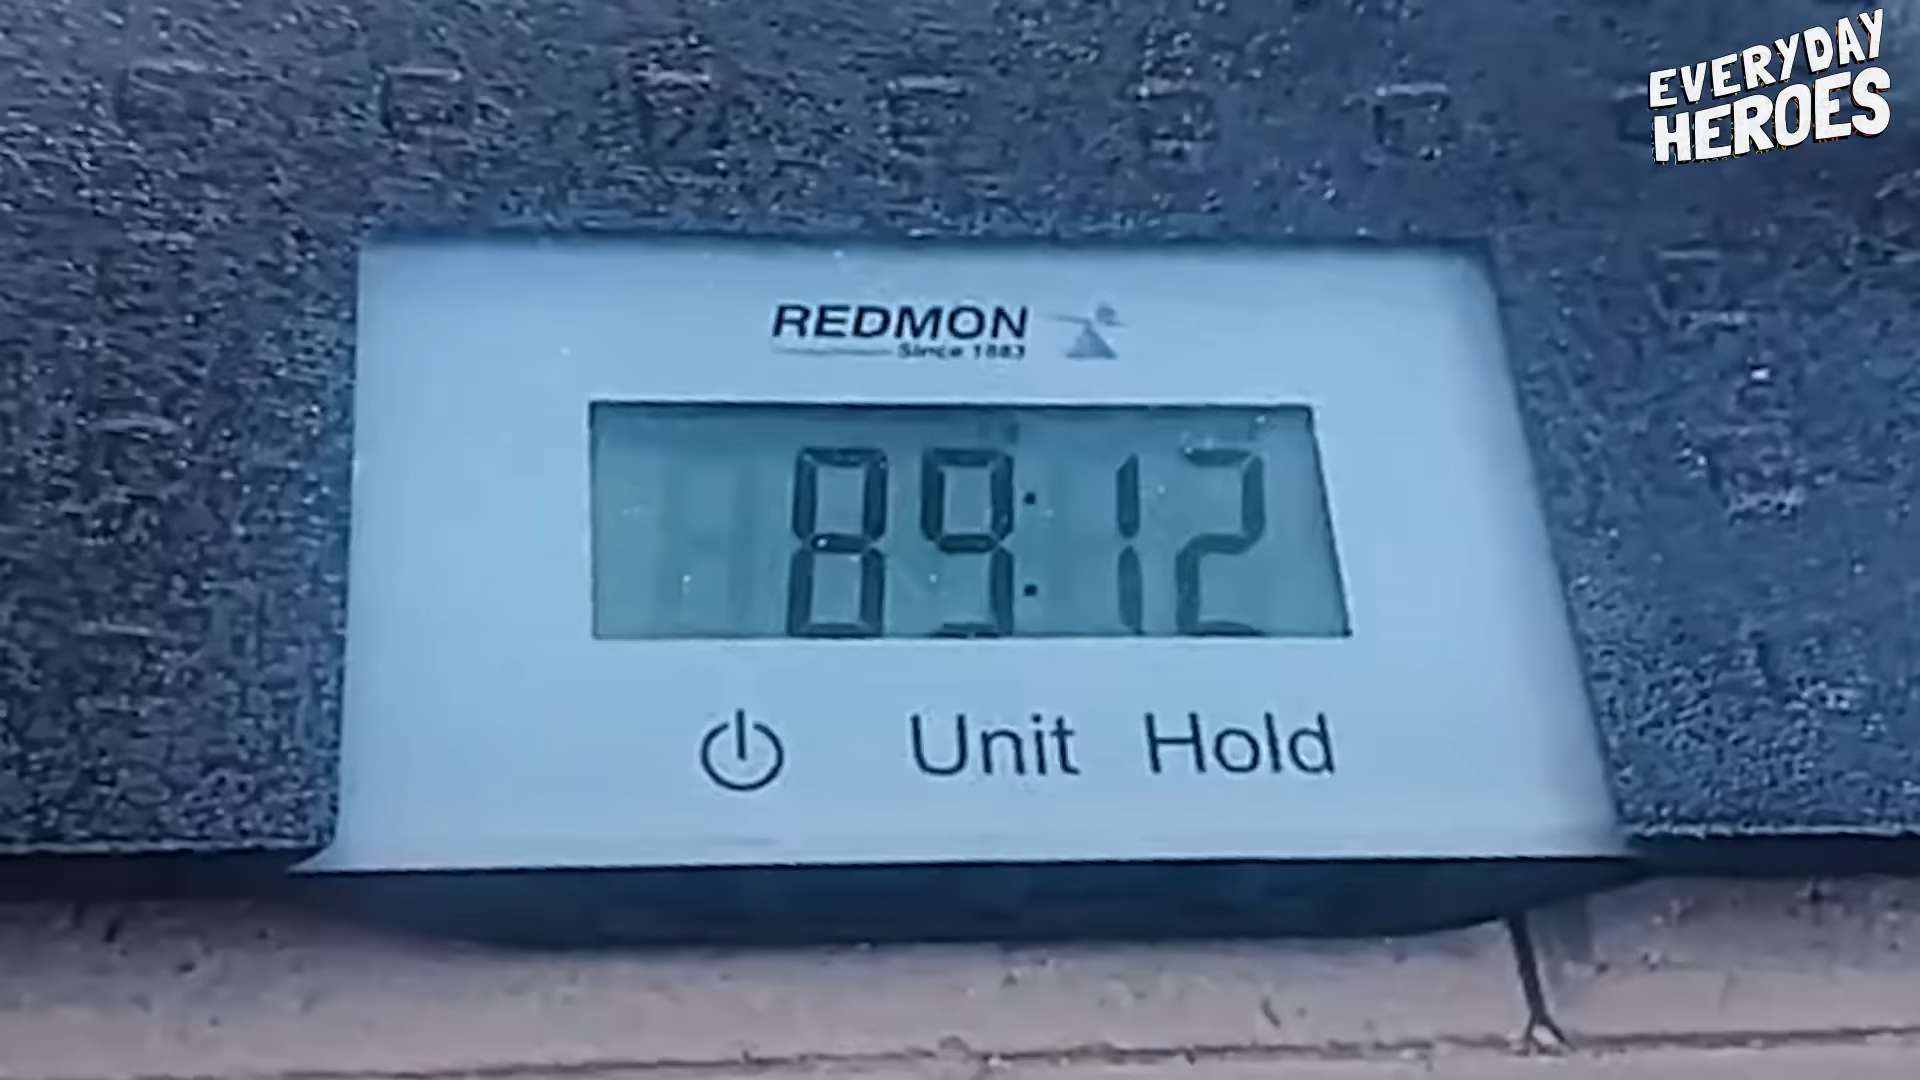 EVERYDAY
HEROES
REDMON
Since 1883
89:12
Unit Hold